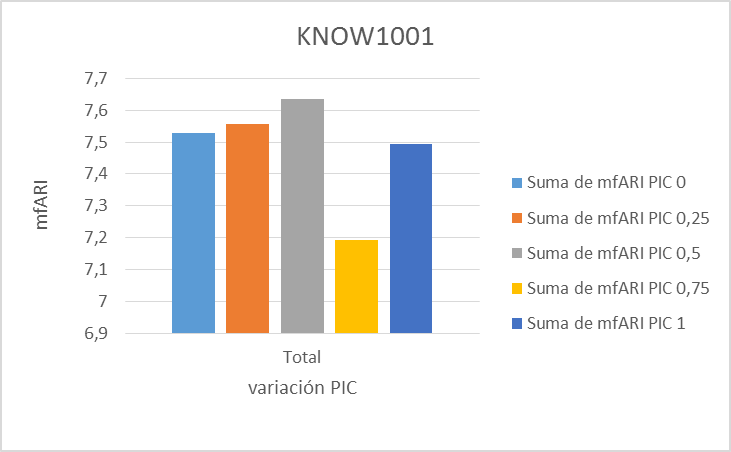 KNOW1001
7,7
7,6
7,5
7,4
7,3
7,2
7,1
7
6,9
mfARI
Total
variación PIC
Suma de mfARI PIC 0
Suma de mfARI PIC 0,25
Suma de mfARI PIC 0,5
Suma de mfARI PIC 0,75
Suma de mfARI PIC 1